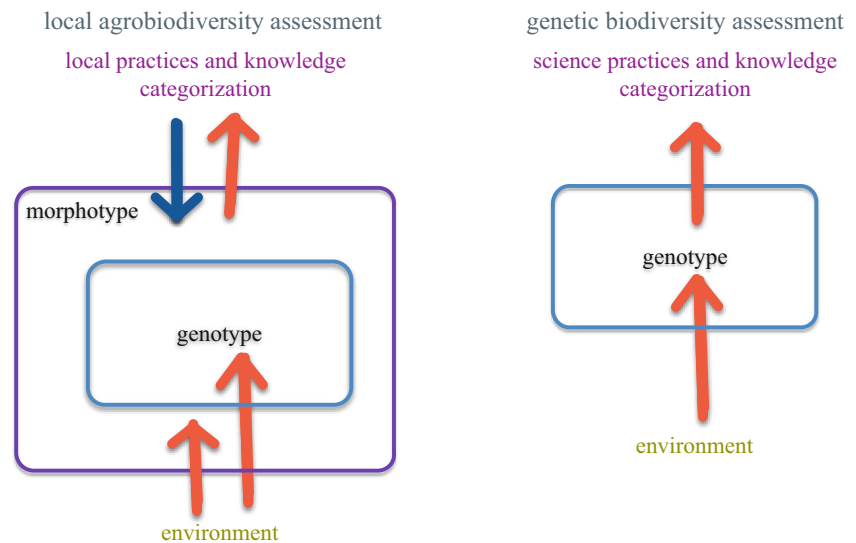 local agrobiodiversity assessment
local practices and knowledge
categorization
morphotype
genotype
environment
genetic biodiversity assessment
science practices and knowledge
categorization
genotype
environment